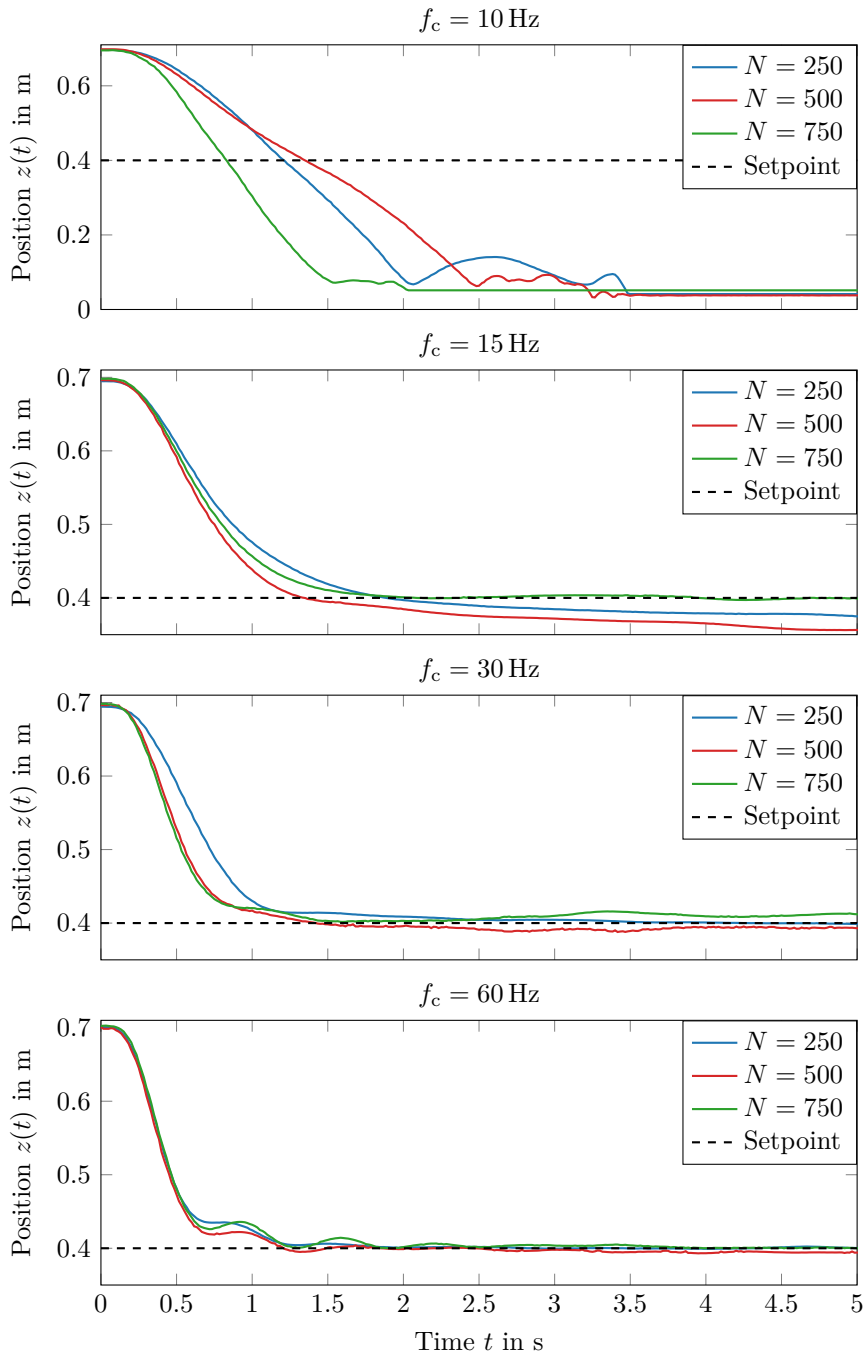 f_c = 10 Hz
Position z(t) in m
0.6
0.4
0.2
0
N = 250
N = 500
N = 750
Setpoint
f_c = 15 Hz
Position z(t) in m
0.7
0.6
0.5
0.4
N = 250
N = 500
N = 750
Setpoint
f_c = 30 Hz
Position z(t) in m
0.7
0.6
0.5
0.4
N = 250
N = 500
N = 750
Setpoint
f_c = 60 Hz
Position z(t) in m
0.7
0.6
0.5
0.4
N = 250
N = 500
N = 750
Setpoint
0 0.5 1 1.5 2 2.5 3 3.5 4 4.5 5
Time t in s